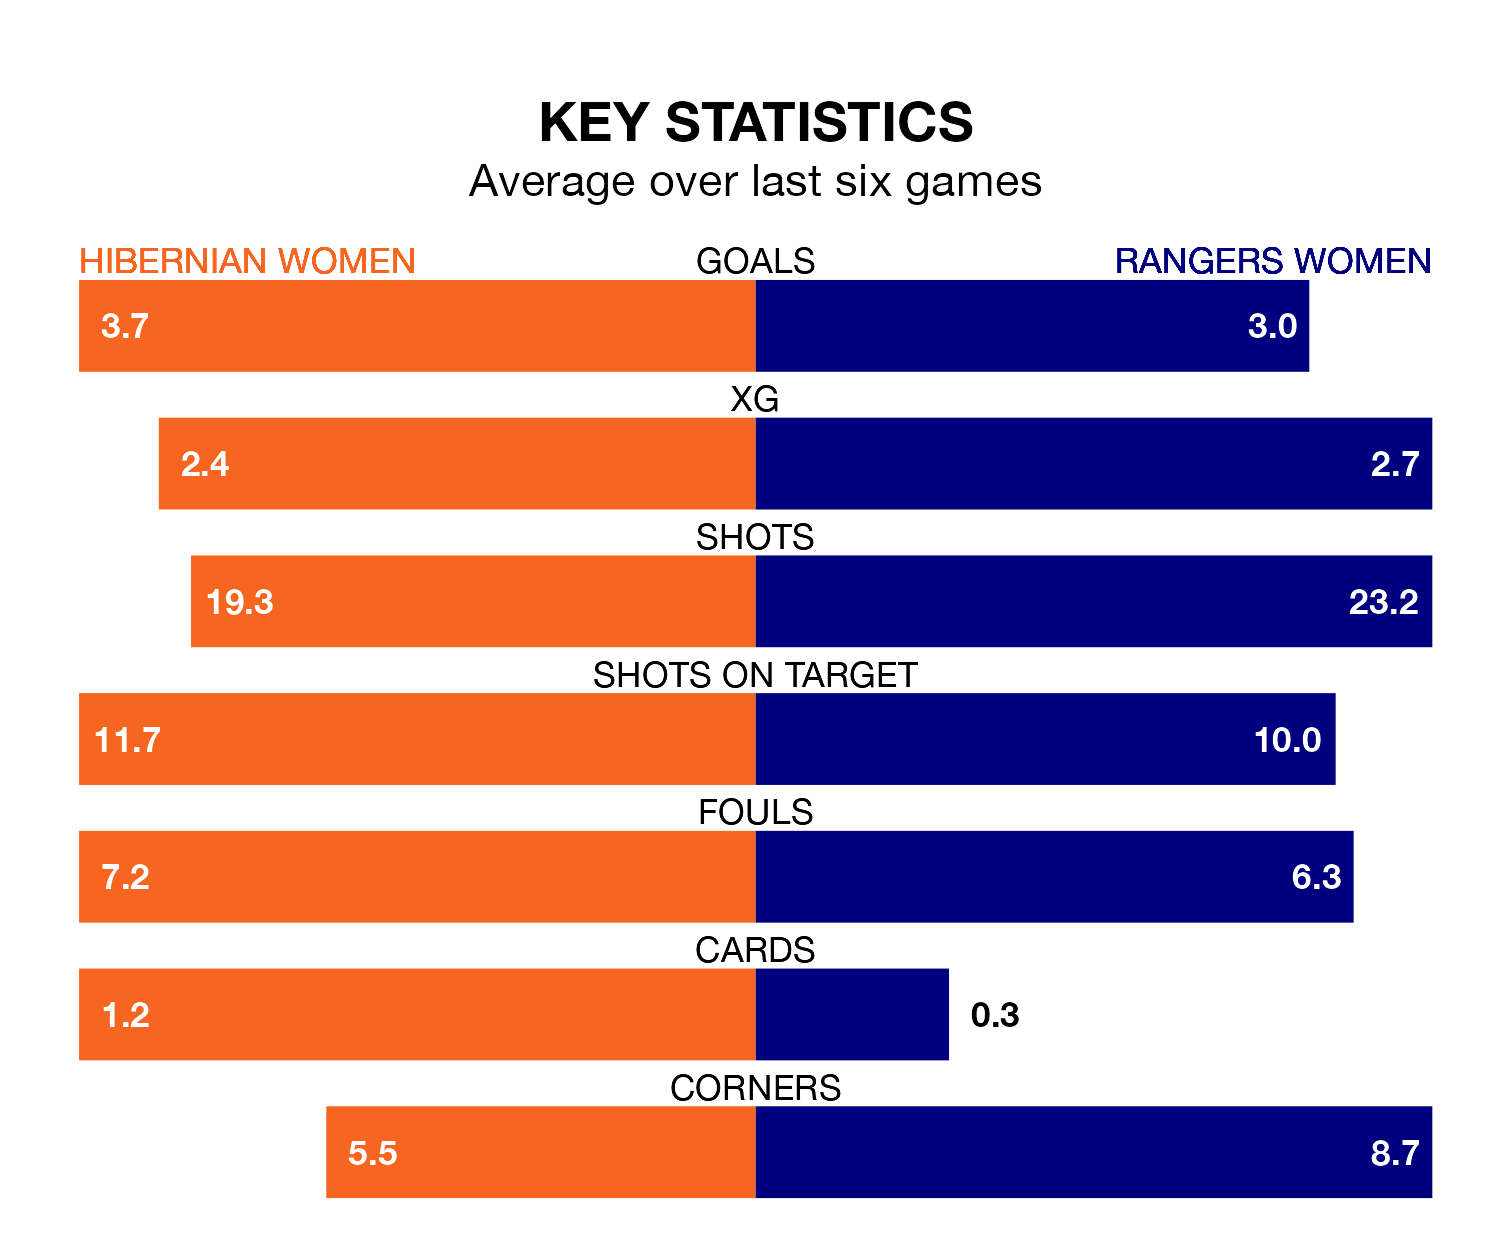 KEY STATISTICS
Average over last six games
HIBERNIAN WOMEN GOALS RANGERS WOMEN
3.7 3.0
XG
2.4 2.7
SHOTS
19.3 23.2
SHOTS ON TARGET
11.7 10.0
FOULS
7.2 6.3
CARDS
1.2 0.3
CORNERS
5.5 8.7